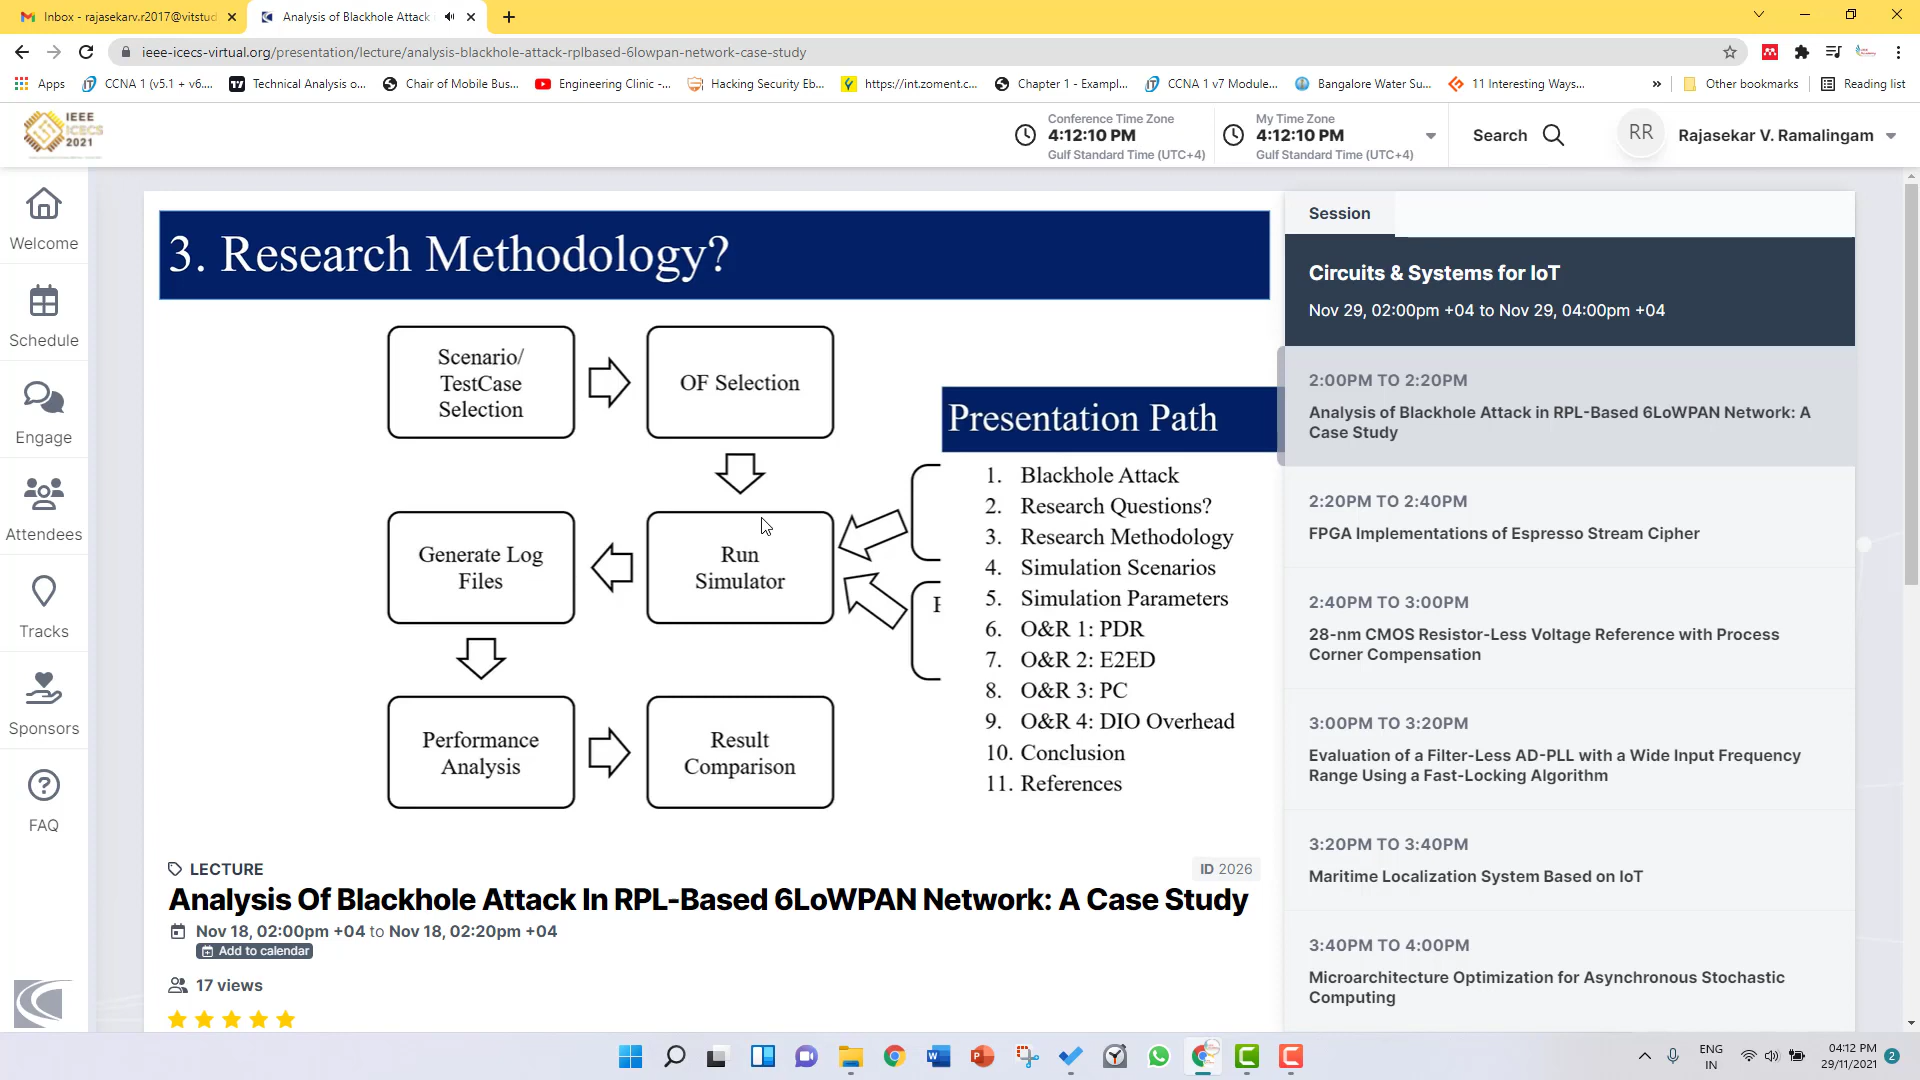 Inbox - rajasekarv.r2017@vitstud
Analysis of Blackhole Attack
ieee-icecs-virtual.org/presentation/lecture/analysis-blackhole-attack-rplbased-6lowpan-network-case-study
Apps
CCNA 1 (v5.1 + v6....
Technical Analysis o...
Chair of Mobile Bus...
Engineering Clinic -...
Hacking Security Eb...
https://int.zoment.c...
Chapter 1 - Exampl...
CCNA 1 v7 Module...
Bangalore Water Su...
11 Interesting Ways...
»
Other bookmarks
Reading list
IEEE
ICECS
2021
Conference Time Zone
4:12:10 PM
Gulf Standard Time (UTC+4)
My Time Zone
4:12:10 PM
Gulf Standard Time (UTC+4)
Search
RR
Rajasekar V. Ramalingam
Welcome
Schedule
Engage
Attendees
Tracks
Sponsors
FAQ
3. Research Methodology?
Scenario/
TestCase
Selection
OF Selection
Generate Log
Files
Run
Simulator
Performance
Analysis
Result
Comparison
Presentation Path
1. Blackhole Attack
2. Research Questions?
3. Research Methodology
4. Simulation Scenarios
5. Simulation Parameters
6. O&R 1: PDR
7. O&R 2: E2ED
8. O&R 3: PC
9. O&R 4: DIO Overhead
10. Conclusion
11. References
LECTURE
ID 2026
Analysis Of Blackhole Attack In RPL-Based 6LoWPAN Network: A Case Study
Nov 18, 02:00pm +04 to Nov 18, 02:20pm +04
Add to calendar
17 views
Session
Circuits & Systems for IoT
Nov 29, 02:00pm +04 to Nov 29, 04:00pm +04
2:00PM TO 2:20PM
Analysis of Blackhole Attack in RPL-Based 6LoWPAN Network: A
Case Study
2:20PM TO 2:40PM
FPGA Implementations of Espresso Stream Cipher
2:40PM TO 3:00PM
28-nm CMOS Resistor-Less Voltage Reference with Process
Corner Compensation
3:00PM TO 3:20PM
Evaluation of a Filter-Less AD-PLL with a Wide Input Frequency
Range Using a Fast-Locking Algorithm
3:20PM TO 3:40PM
Maritime Localization System Based on IoT
3:40PM TO 4:00PM
Microarchitecture Optimization for Asynchronous Stochastic
Computing
ENG
IN
04:12 PM
29/11/2021
2